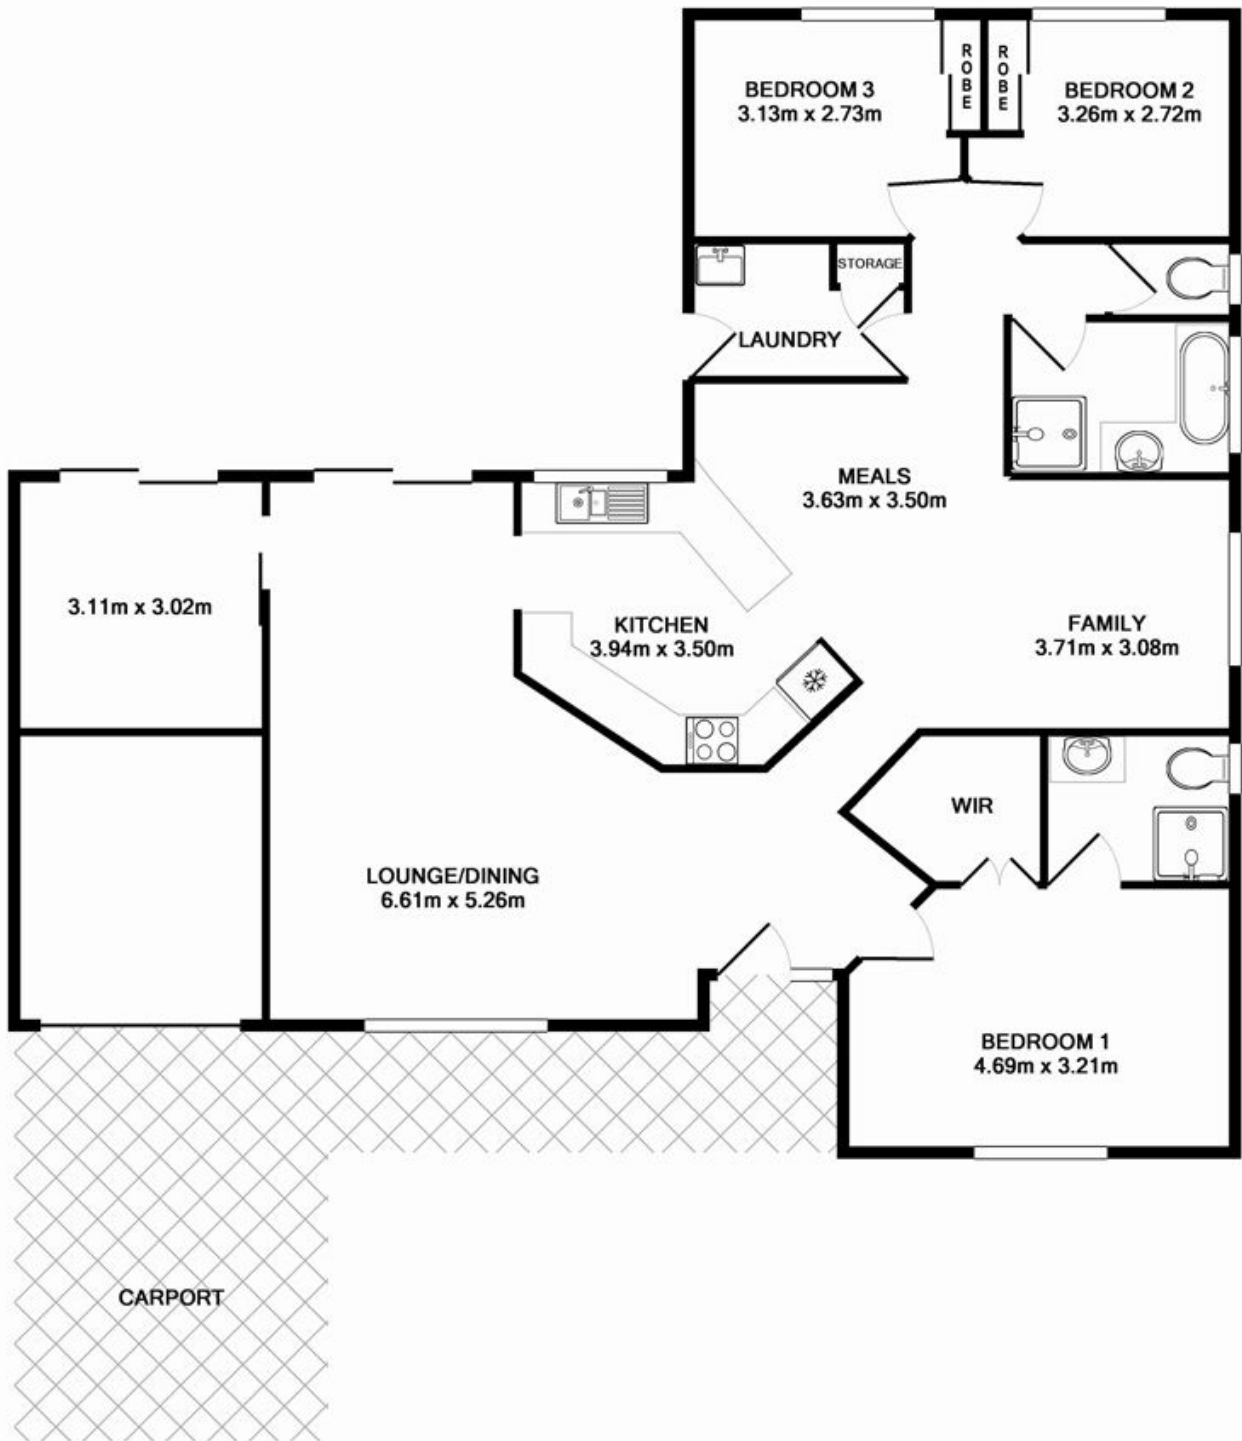 BEDROOM 3
3.13m x 2.73m
ROBE
ROBE
BEDROOM 2
3.26m x 2.72m
STORAGE
LAUNDRY
MEALS
3.63m x 3.50m
3.11m x 3.02m
KITCHEN
3.94m x 3.50m
FAMILY
3.71m x 3.08m
WIR
LOUNGE/DINING
6.61m x 5.26m
BEDROOM 1
4.69m x 3.21m
CARPORT